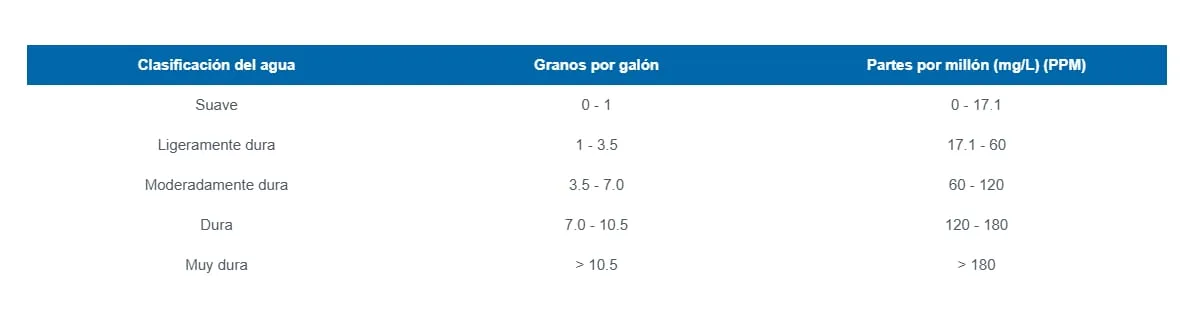 Clasificación del agua Granos por galón Partes por millón (mg/L) (PPM)
Suave 0 - 1 0 - 17.1
Ligeramente dura 1 - 3.5 17.1 - 60
Moderadamente dura 3.5 - 7.0 60 - 120
Dura 7.0 - 10.5 120 - 180
Muy dura > 10.5 > 180